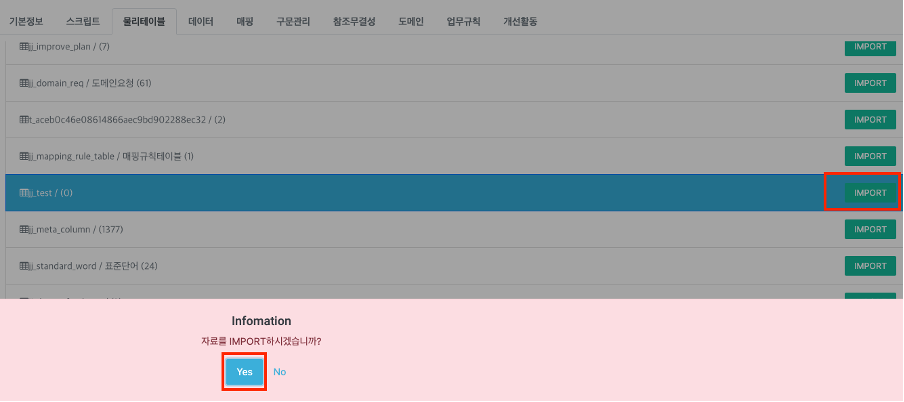 기본정보 스크립트 물리테이블 데이터 매핑 구문관리 참조무결성 도메인 업무규칙 개선활동
jj_improve_plan / (7) IMPORT
jj_domain_req / 도메인요청 (61) IMPORT
t_aceb0c46e08614866aec9bd902288ec32 / (2) IMPORT
jj_mapping_rule_table / 매핑규칙테이블 (1) IMPORT
jj_test / (0) IMPORT
jj_meta_column / (1377) IMPORT
jj_standard_word / 표준단어 (24) IMPORT
Infomation
자료를 IMPORT하시겠습니까?
Yes No